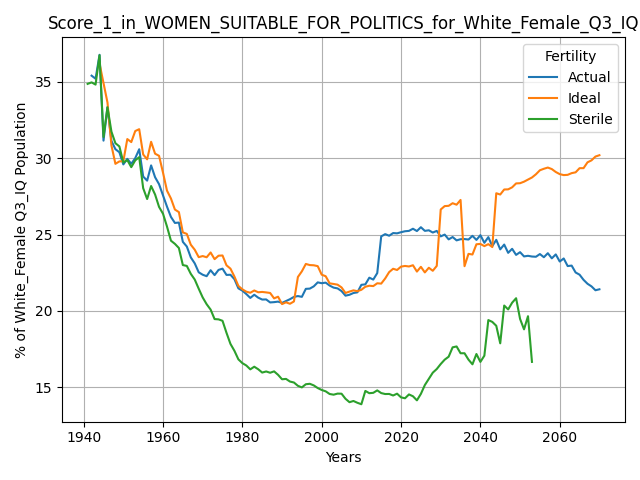 Score_1_in_WOMEN_SUITABLE_FOR_POLITICS_for_White_Female_Q3_IQ
Fertility
Actual
Ideal
Sterile
% of White_Female Q3_IQ Population
35
30
25
20
15
1940
1960
1980
2000
2020
2040
2060
Years